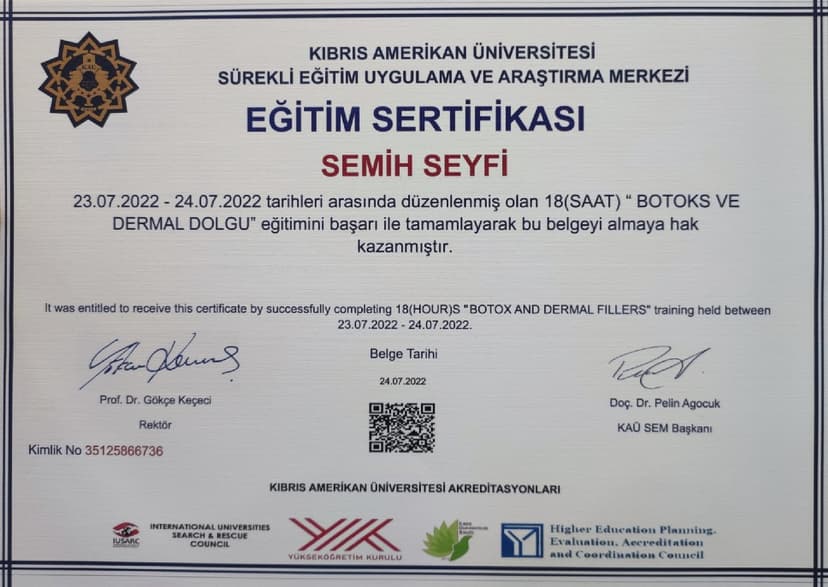 KIBRIS AMERİKAN ÜNİVERSİTESİ
SÜREKLİ EĞİTİM UYGULAMA VE ARAŞTIRMA MERKEZİ
EĞİTİM SERTİFİKASI
SEMİH SEYFİ
23.07.2022 - 24.07.2022 tarihleri arasında düzenlenmiş olan 18(SAAT) “ BOTOKS VE
DERMAL DOLGU” eğitimini başarı ile tamamlayarak bu belgeyi almaya hak
kazanmıştır.
It was entitled to receive this certificate by successfully completing 18(HOUR)S "BOTOX AND DERMAL FILLERS" training held between
23.07.2022 - 24.07.2022.
Belge Tarihi
24.07.2022
Prof. Dr. Gökçe Keçeci
Rektör
Doç. Dr. Pelin Agocuk
KAÜ SEM Başkanı
Kimlik No 35125866736
KIBRIS AMERİKAN ÜNİVERSİTESİ AKREDİTASYONLARI
IUSARC
INTERNATIONAL UNIVERSITIES
SEARCH & RESCUE
COUNCIL
YÜKSEKÖĞRETİM KURULU
Higher Education Planning,
Evaluation, Accreditation
and Coordination Council